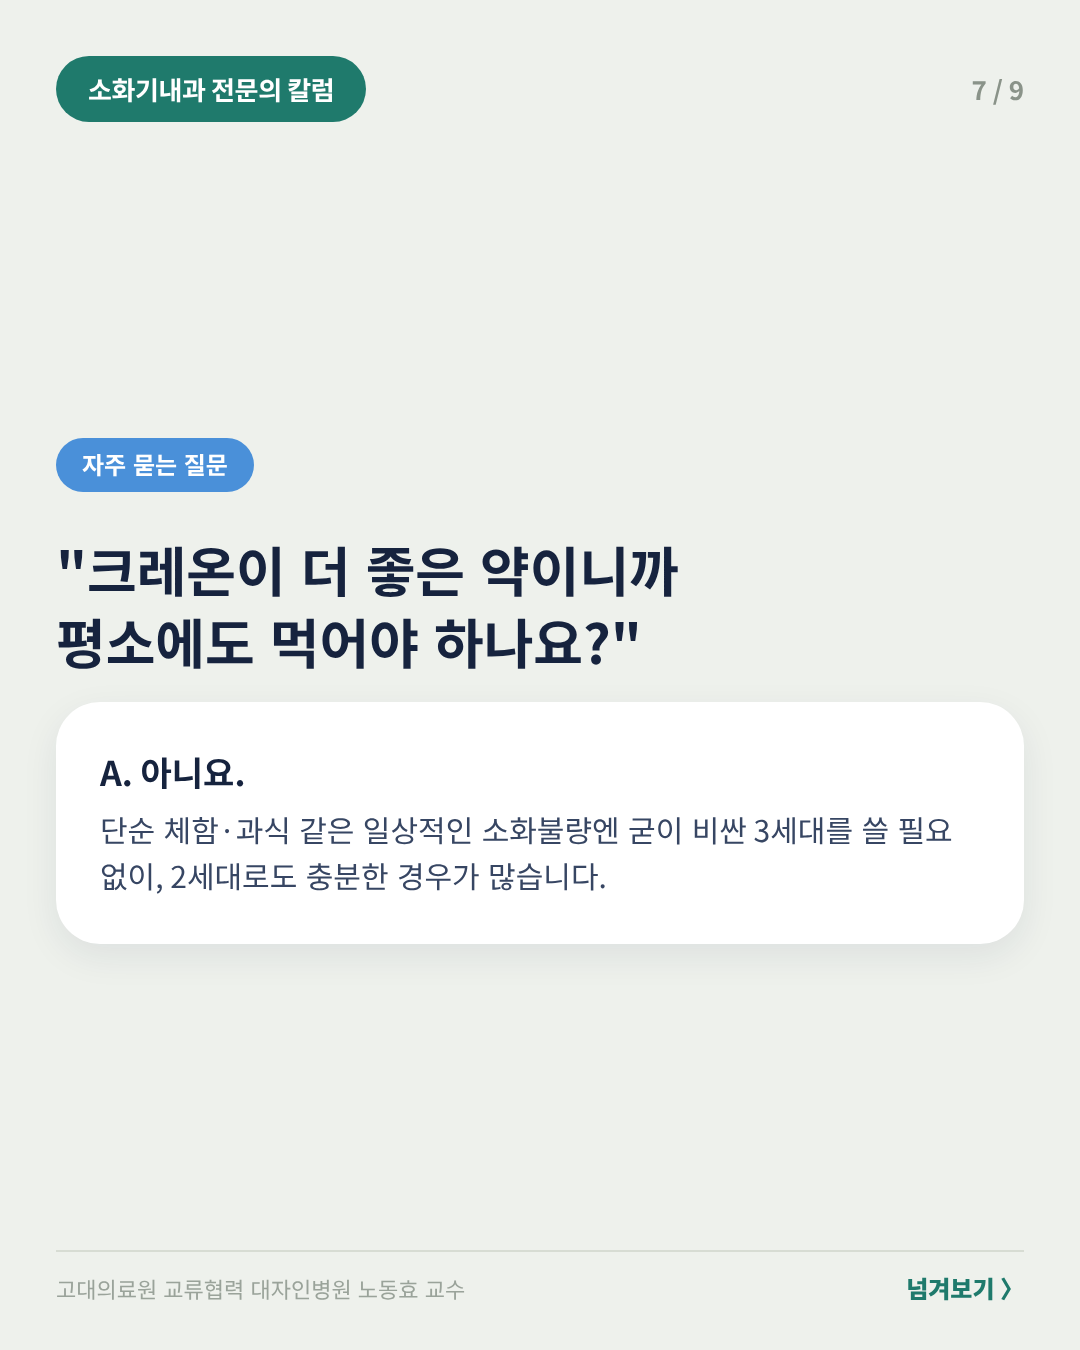 소화기내과 전문의 칼럼
7 / 9
자주 묻는 질문
"크레온이 더 좋은 약이니까
평소에도 먹어야 하나요?"
A. 아니요.
단순 체함·과식 같은 일상적인 소화불량엔 굳이 비싼 3세대를 쓸 필요
없이, 2세대로도 충분한 경우가 많습니다.
고대의료원 교류협력 대자인병원 노동효 교수
넘겨보기 〉